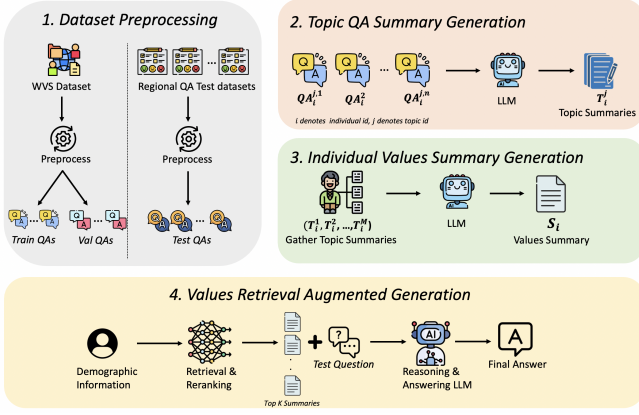 1. Dataset Preprocessing
WVS Dataset
Regional QA Test datasets
...
Preprocess
Preprocess
Q A ... Q A
Q A ... Q A
Q A Q A ... Q A
Train QAs
Val QAs
Test QAs
2. Topic QA Summary Generation
Q A Q A ... Q A
QA_i^{j,1} QA_i^2 QA_i^{j,n}
LLM
T_i^j
Topic Summaries
i denotes individual id, j denotes topic id
3. Individual Values Summary Generation
(T_i^1, T_i^2, ...,T_i^M)
Gather Topic Summaries
LLM
S_i
Values Summary
4. Values Retrieval Augmented Generation
Demographic
Information
Retrieval &
Reranking
Top K Summaries
+
?
Test Question
AI
Reasoning &
Answering LLM
A
Final Answer